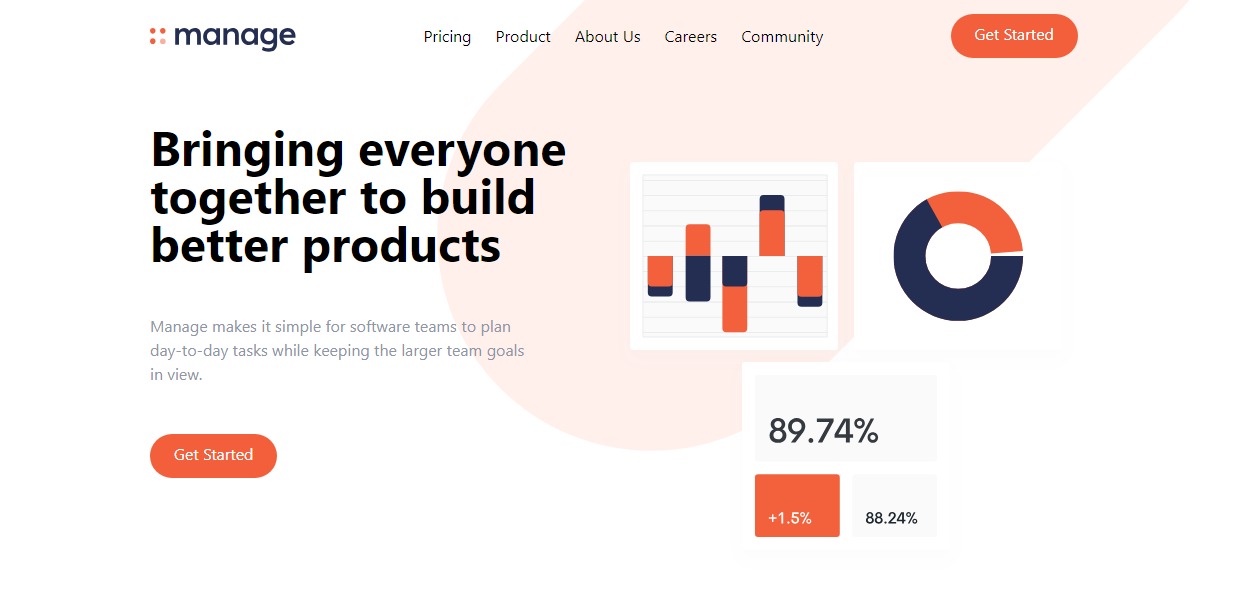 manage
Pricing
Product
About Us
Careers
Community
Get Started
Bringing everyone
together to build
better products
Manage makes it simple for software teams to plan
day-to-day tasks while keeping the larger team goals
in view.
Get Started
89.74%
+1.5%
88.24%